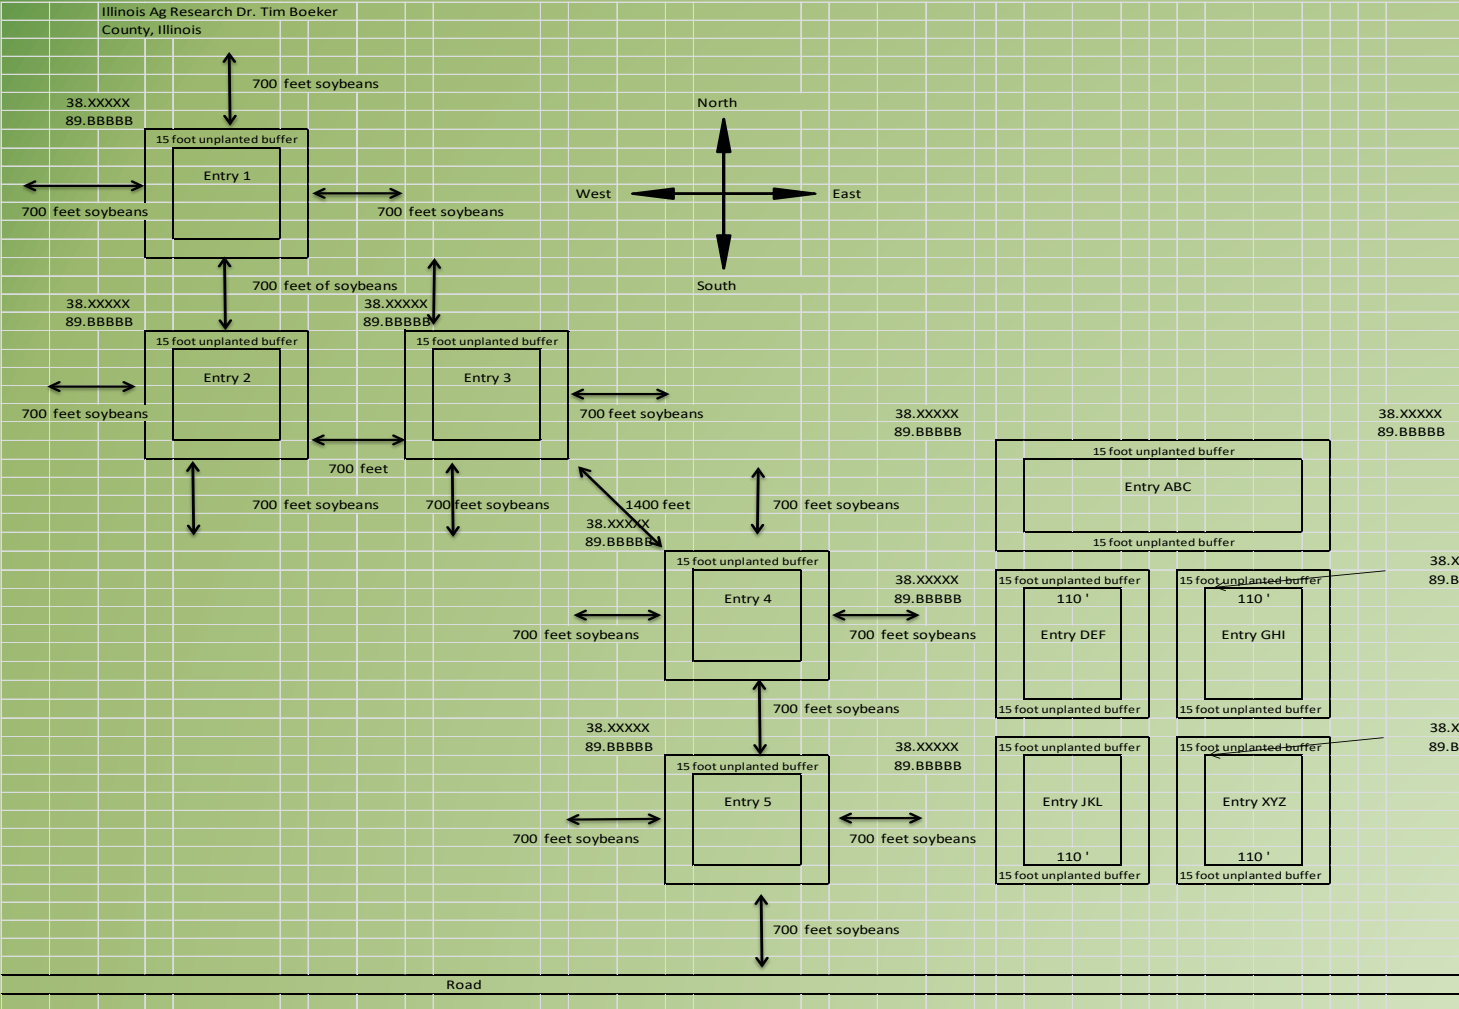 Illinois Ag Research Dr. Tim Boeker
County, Illinois
700 feet soybeans
38.XXXXX
89.BBBBB
15 foot unplanted buffer
Entry 1
700 feet soybeans
700 feet soybeans
North
West
East
South
700 feet of soybeans
38.XXXXX
89.BBBBB
38.XXXXX
89.BBBBB
15 foot unplanted buffer
Entry 2
15 foot unplanted buffer
Entry 3
700 feet soybeans
700 feet soybeans
700 feet
700 feet soybeans
700 feet soybeans
1400 feet
700 feet soybeans
38.XXXXX
89.BBBBB
38.XXXXX
89.BBBBB
15 foot unplanted buffer
Entry ABC
15 foot unplanted buffer
38.XXXXX
89.BBBBB
15 foot unplanted buffer
Entry 4
700 feet soybeans
700 feet soybeans
38.XXXXX
89.BBBBB
15 foot unplanted buffer
110 '
Entry DEF
15 foot unplanted buffer
15 foot unplanted buffer
110 '
Entry GHI
15 foot unplanted buffer
38.X
89.B
700 feet soybeans
38.XXXXX
89.BBBBB
15 foot unplanted buffer
Entry 5
700 feet soybeans
700 feet soybeans
38.XXXXX
89.BBBBB
15 foot unplanted buffer
Entry JKL
110 '
15 foot unplanted buffer
15 foot unplanted buffer
Entry XYZ
110 '
15 foot unplanted buffer
38.X
89.B
700 feet soybeans
Road